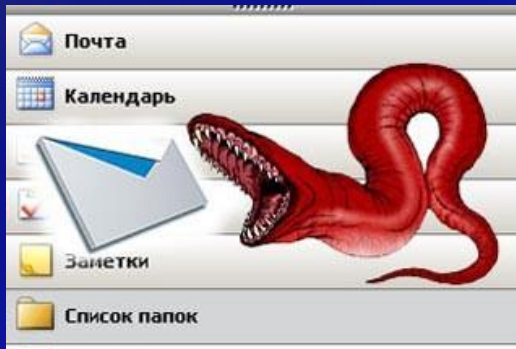 Почта
Календарь
Заметки
Список папок